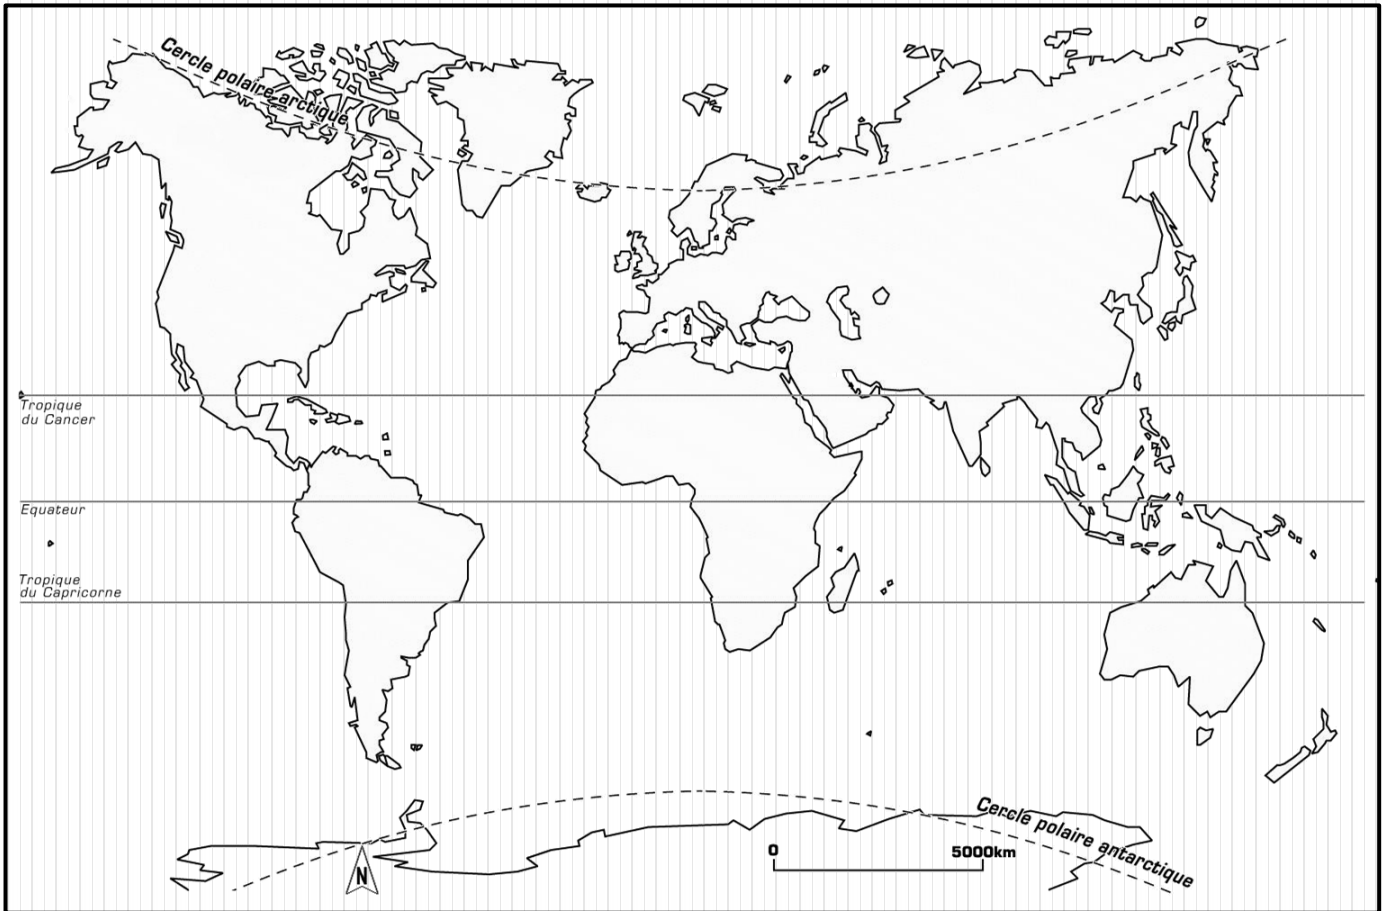 Cercle polaire arctique
Tropique
du Cancer
Equateur
Tropique
du Capricorne
Cercle polaire antarctique
0 5000km
N